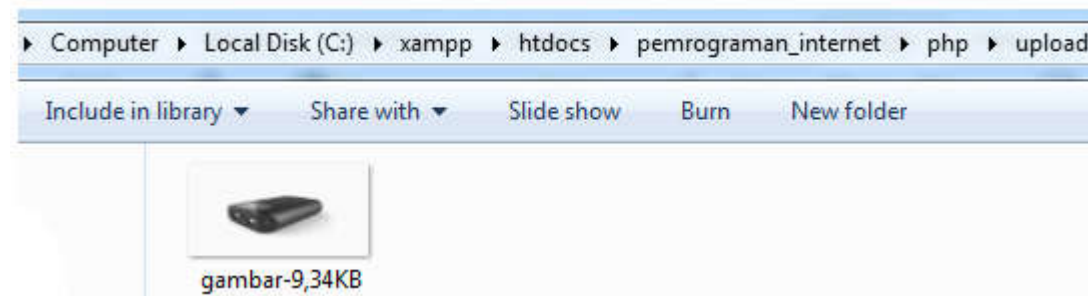 Computer Local Disk (C:) xampp htdocs pemrograman_internet php upload
Include in library Share with Slide show Burn New folder
gambar-9,34KB